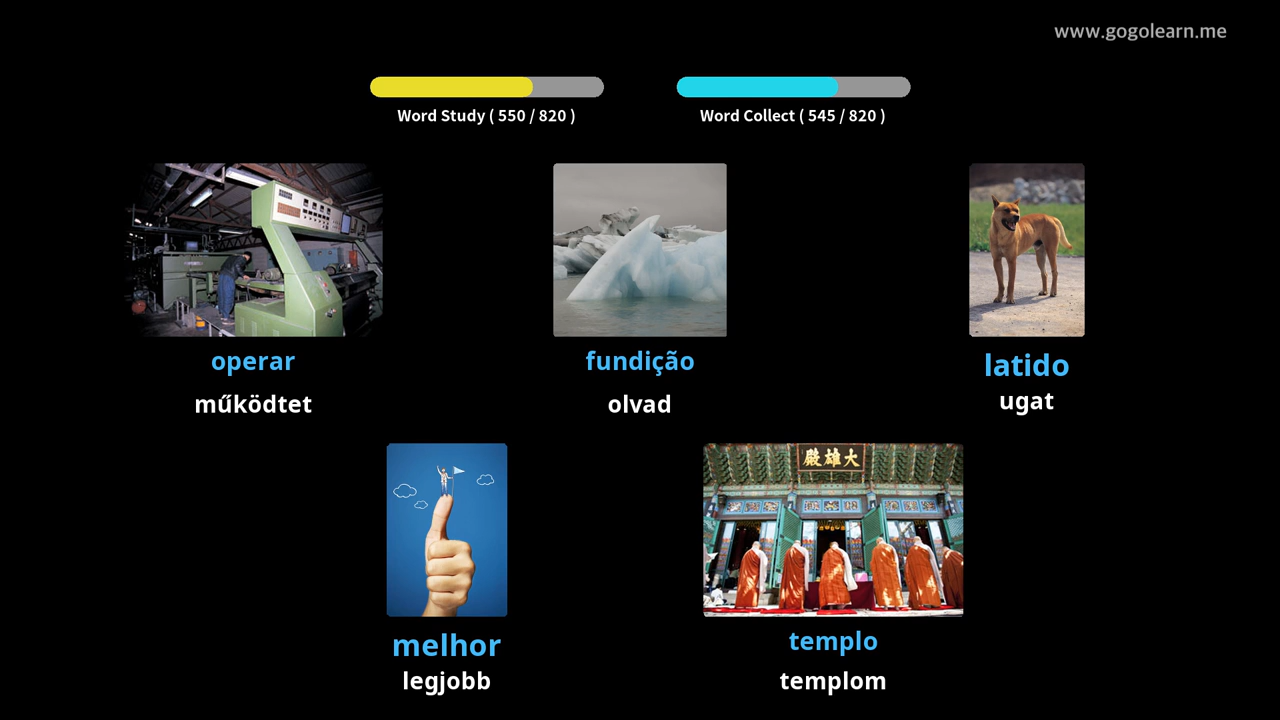 www.gogolearn.me
Word Study ( 550 / 820 )
Word Collect ( 545 / 820 )
operar
működtet
fundição
olvad
latido
ugat
殿雄大
melhor
legjobb
templo
templom